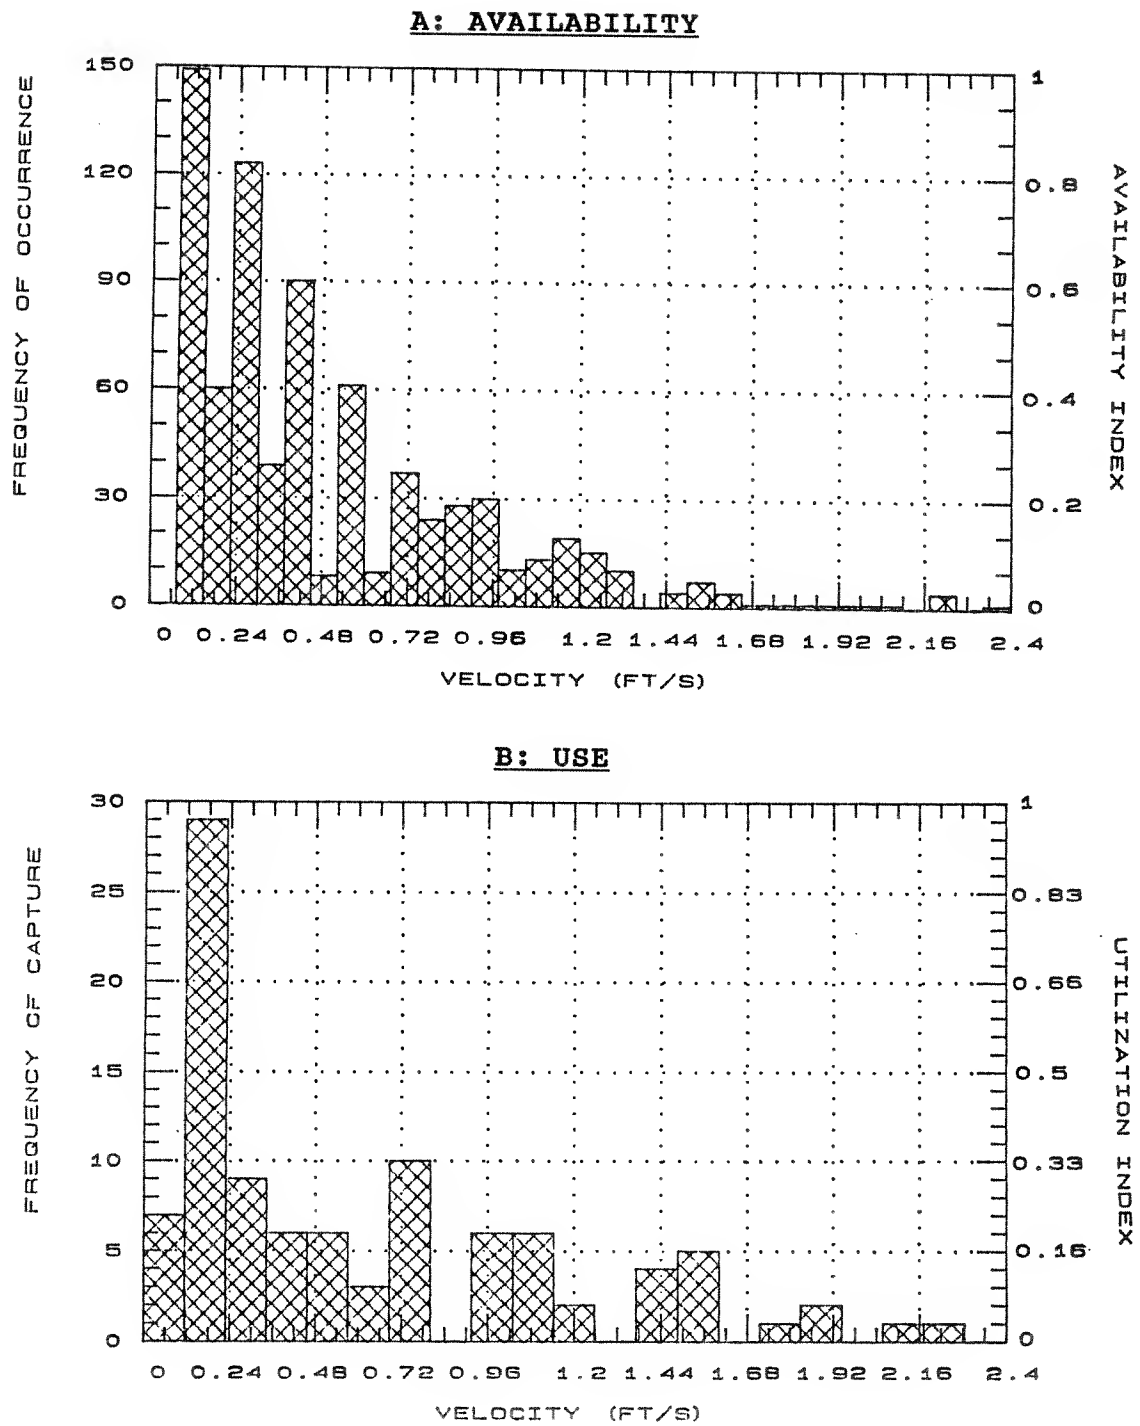 A: AVAILABILITY
150
120
90
60
30
0
FREQUENCY OF OCCURRENCE
1
0.8
0.6
0.4
0.2
0
AVAILABILITY INDEX
0 0.24 0.48 0.72 0.96 1.2 1.44 1.68 1.92 2.16 2.4
VELOCITY (FT/S)
B: USE
30
25
20
15
10
5
0
FREQUENCY OF CAPTURE
1
0.83
0.66
0.5
0.33
0.16
0
UTILIZATION INDEX
0 0.24 0.48 0.72 0.96 1.2 1.44 1.68 1.92 2.16 2.4
VELOCITY (FT/S)